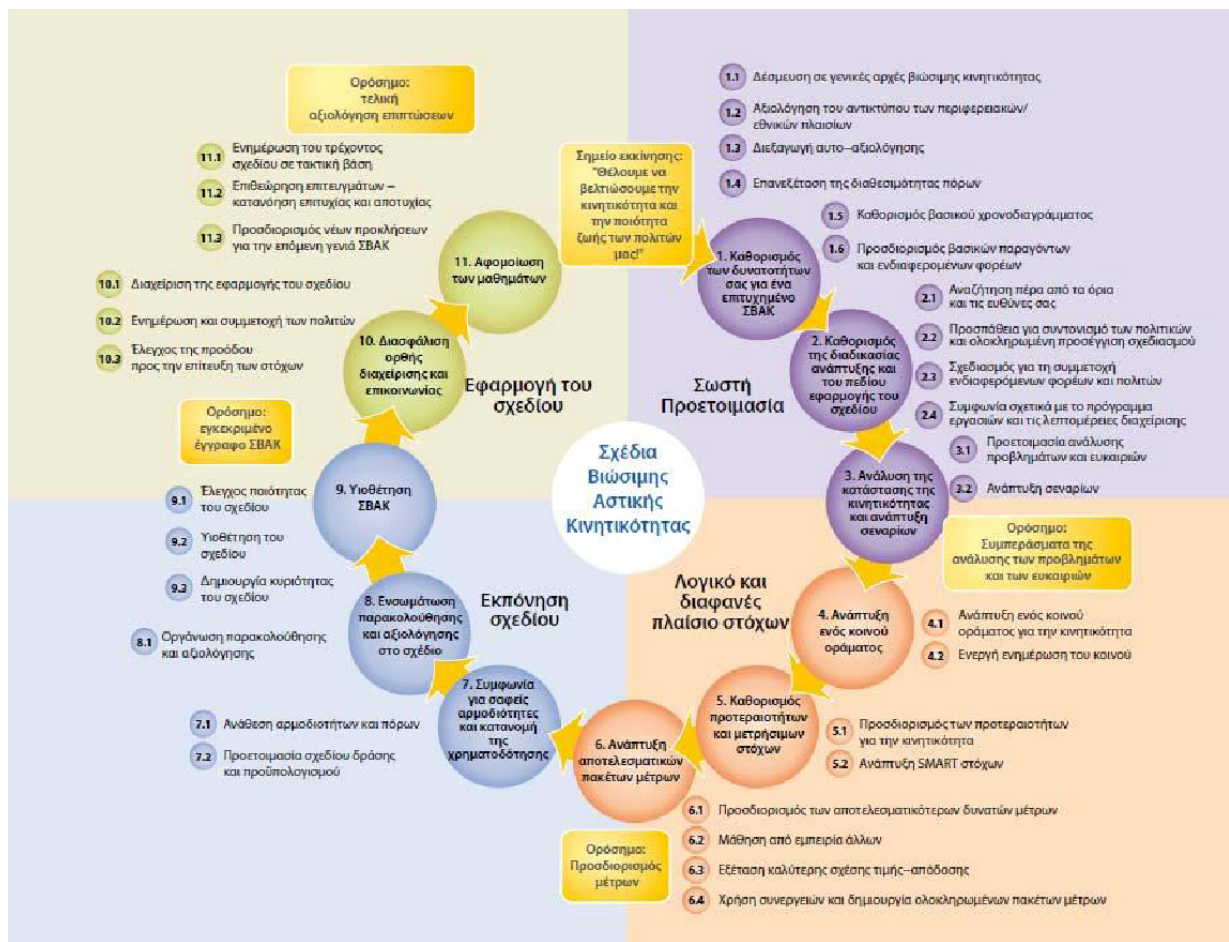 Ορόσημο:
τελική
αξιολόγηση επιπτώσεων
11.1 Ενημέρωση του τρέχοντος
σχεδίου σε τακτική βάση
11.2 Επιθεώρηση επιτευγμάτων –
κατανόηση επιτυχίας και αποτυχίας
11.3 Προσδιορισμός νέων προκλήσεων
για την επόμενη γενιά ΣΒΑΚ
11. Αφομοίωση
των μαθημάτων
10.1 Διαχείριση της εφαρμογής του σχεδίου
10.2 Ενημέρωση και συμμετοχή των πολιτών
10.3 Έλεγχος της προόδου
προς την επίτευξη των στόχων
10. Διασφάλιση
ορθής
διαχείρισης και
επικοινωνίας
Εφαρμογή του
σχεδίου
Σημείο εκκίνησης:
"Θέλουμε να
βελτιώσουμε την
κινητικότητα και
την ποιότητα
ζωής των πολιτών
μας!"
1.1 Δέσμευση σε γενικές αρχές βιώσιμης κινητικότητας
1.2 Αξιολόγηση του αντικτύπου των περιφερειακών/
εθνικών πλαισίων
1.3 Διεξαγωγή αυτο–αξιολόγησης
1.4 Επανεξέταση της διαθεσιμότητας πόρων
1.5 Καθορισμός βασικού χρονοδιαγράμματος
1.6 Προσδιορισμός βασικών παραγόντων
και ενδιαφερομένων φορέων
1. Καθορισμός
των δυνατοτήτων
σας για ένα
επιτυχημένο
ΣΒΑΚ
2.1 Αναζήτηση πέρα από τα όρια
και τις ευθύνες σας
2.2 Προσπάθεια για συντονισμό των πολιτικών
και ολοκληρωμένη προσέγγιση σχεδιασμού
2.3 Σχεδιασμός για τη συμμετοχή
ενδιαφερόμενων φορέων και πολιτών
2.4 Συμφωνία σχετικά με το πρόγραμμα
εργασιών και τις λεπτομέρειες διαχείρισης
2. Καθορισμός
της διαδικασίας
ανάπτυξης και
του πεδίου
εφαρμογής του
σχεδίου
Σωστή
Προετοιμασία
3.1 Προετοιμασία ανάλυσης
προβλημάτων και ευκαιριών
3.2 Ανάπτυξη σεναρίων
3. Ανάλυση της
κατάστασης της
κινητικότητας
και ανάπτυξη
σεναρίων
Ορόσημο:
Συμπεράσματα της
ανάλυσης των προβλημάτων
και των ευκαιριών
Σχέδια
Βιώσιμης
Αστικής
Κινητικότητας
Λογικό και
διαφανές
πλαίσιο στόχων
4. Ανάπτυξη
ενός κοινού
οράματος
4.1 Ανάπτυξη ενός κοινού
οράματος για την κινητικότητα
4.2 Ενεργή ενημέρωση του κοινού
5. Καθορισμός
προτεραιοτήτων
και μετρήσιμων
στόχων
5.1 Προσδιορισμός των προτεραιοτήτων
για την κινητικότητα
5.2 Ανάπτυξη SMART στόχων
6. Ανάπτυξη
αποτελεσματικών
πακέτων μέτρων
6.1 Προσδιορισμός των αποτελεσματικότερων δυνατών μέτρων
6.2 Μάθηση από εμπειρία άλλων
6.3 Εξέταση καλύτερης σχέσης τιμής–απόδασης
6.4 Χρήση συνεργειών και δημιουργία ολοκληρωμένων πακέτων μέτρων
Ορόσημο:
Προσδιορισμός
μέτρων
Εκπόνηση
σχεδίου
7. Συμφωνία
για σαφείς
αρμοδιότητες
και κατανομή
της
χρηματοδότησης
7.1 Ανάθεση αρμοδιοτήτων και πόρων
7.2 Προετοιμασία σχεδίου δράσης
και προϋπολογισμού
8. Ενσωμάτωση
παρακολούθησης
και αξιολόγησης
στο σχέδιο
8.1 Οργάνωση παρακολούθησης
και αξιολόγησης
9. Υιοθέτηση
ΣΒΑΚ
9.1 Έλεγχος ποιότητας
του σχεδίου
9.2 Υιοθέτηση του
σχεδίου
9.3 Δημιουργία κυριότητας
του σχεδίου
Ορόσημο:
εγκεκριμένο
έγγραφο ΣΒΑΚ